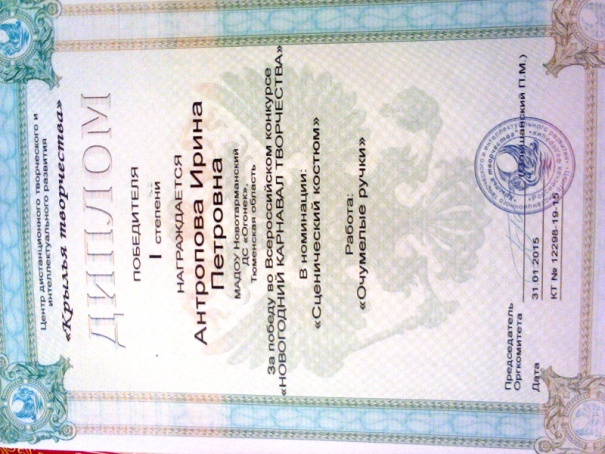 Центр дистанционного творческого и
интеллектуального развития
«Крылья творчества»
ДИПЛОМ
ПОБЕДИТЕЛЯ
I степени
НАГРАЖДАЕТСЯ
Антропова Ирина
Петровна
МАДОУ Новотарманский
ДС «Огонек»,
Тюменская область
За победу во Всероссийском конкурсе
«НОВОГОДНИЙ КАРНАВАЛ ТВОРЧЕСТВА»
В номинации:
«Сценический костюм»
Работа:
«Очумелые ручки»
Председатель
Оргкомитета П.М.)
Дата 31.01.2015
КТ № 12298-19-15